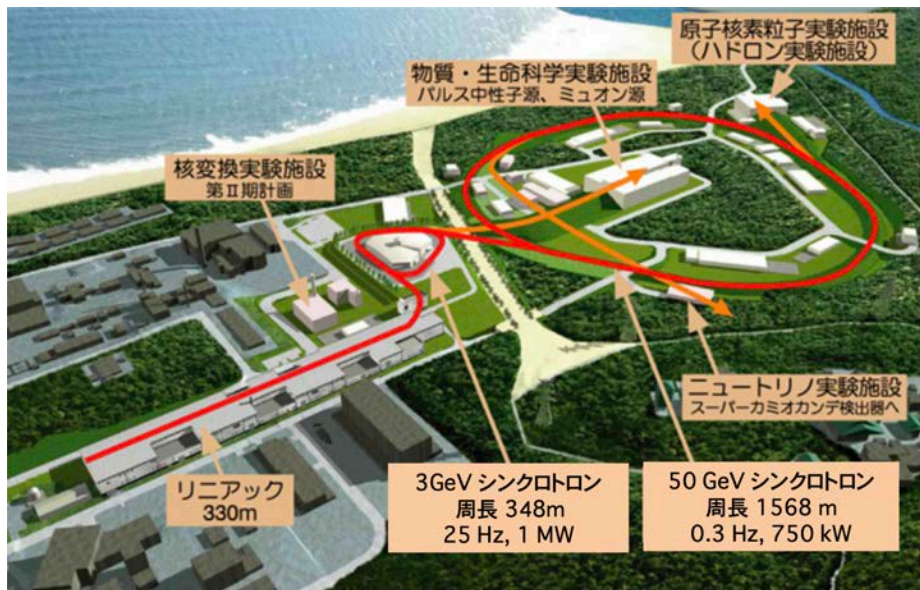 原子核素粒子実験施設
(ハドロン実験施設)
物質・生命科学実験施設
パルス中性子源、ミュオン源
核変換実験施設
第Ⅱ期計画
ニュートリノ実験施設
スーパーカミオカンデ検出器へ
リニアック
330m
3GeV シンクロトロン
周長 348m
25 Hz, 1 MW
50 GeV シンクロトロン
周長 1568 m
0.3 Hz, 750 kW